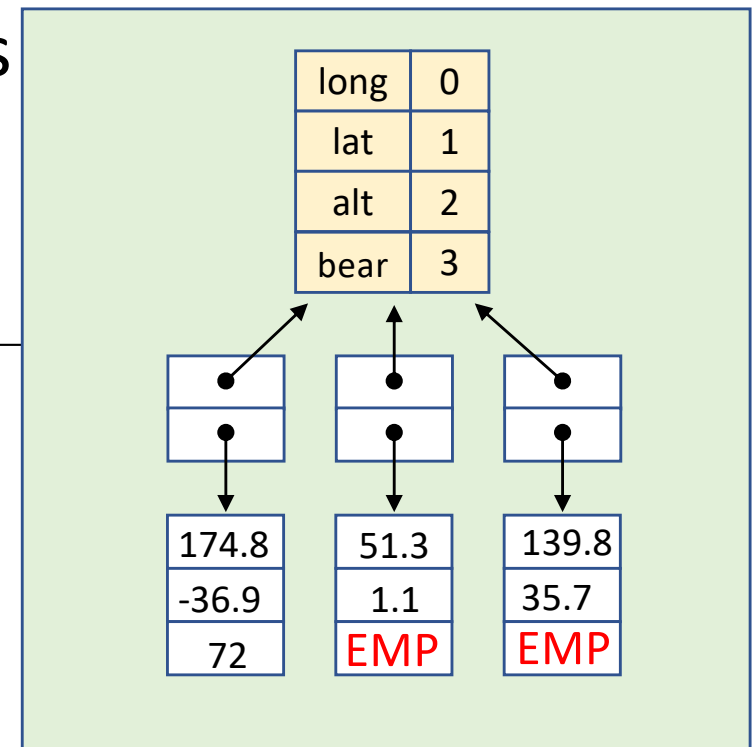 s
long 0
lat 1
alt 2
bear 3
174.8 51.3 139.8
-36.9 1.1 35.7
72 EMP EMP